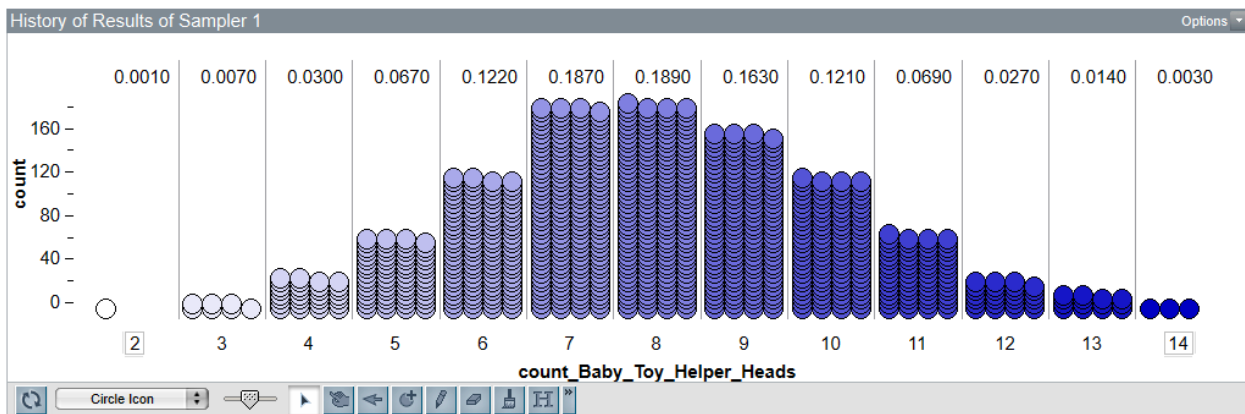 History of Results of Sampler 1 Options
0.0010 0.0070 0.0300 0.0670 0.1220 0.1870 0.1890 0.1630 0.1210 0.0690 0.0270 0.0140 0.0030
160
120
80
40
0
count
2 3 4 5 6 7 8 9 10 11 12 13 14
count_Baby_Toy_Helper_Heads
Circle Icon H »